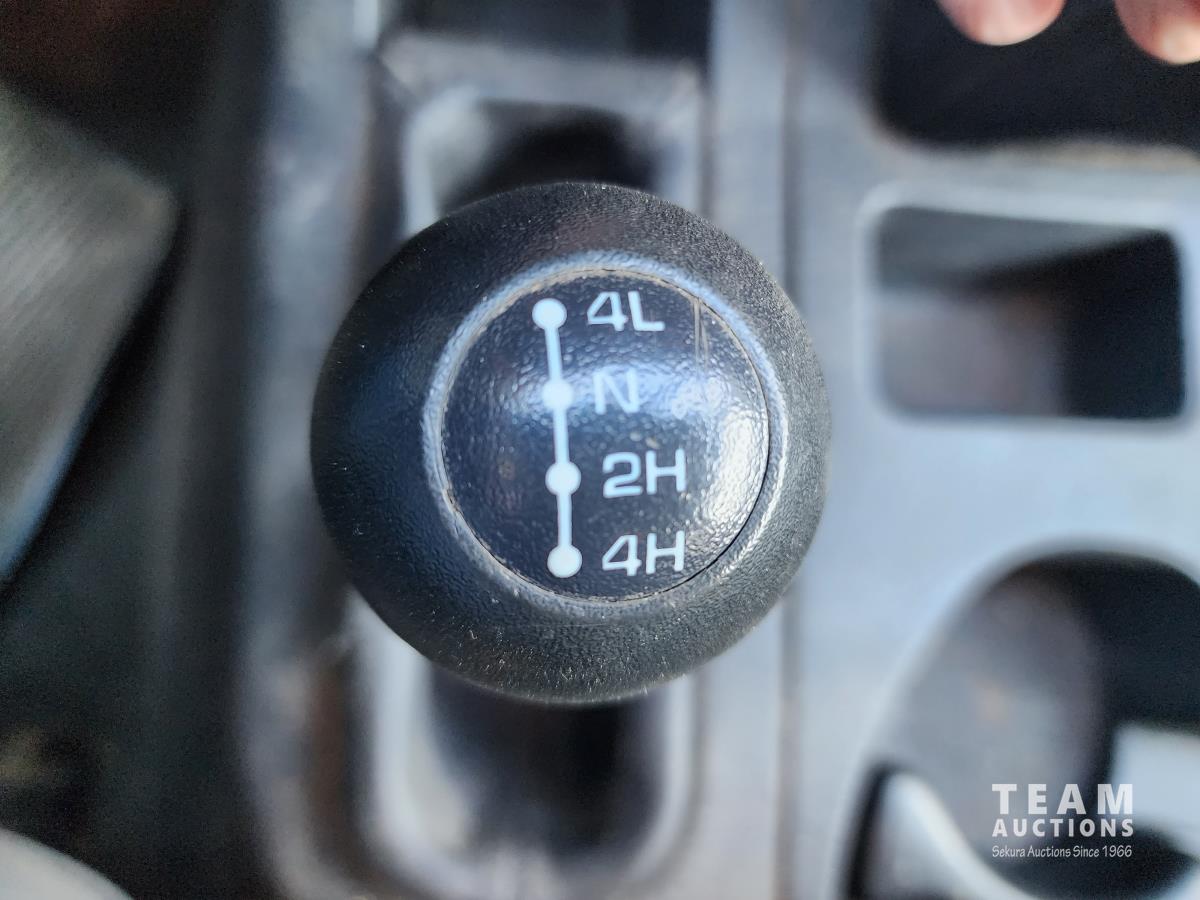 4L
N
2H
4H
TEAM
AUCTIONS
Sekura Auctions Since 1966